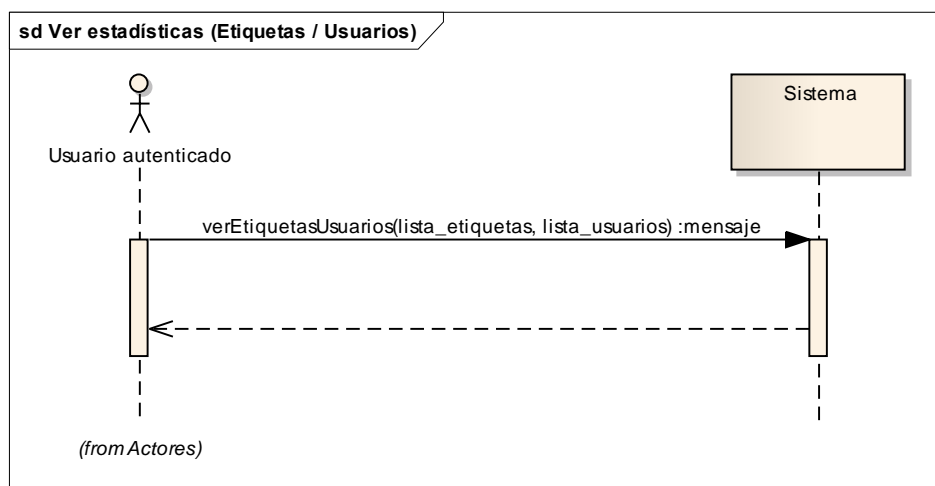 sd Ver estadísticas (Etiquetas / Usuarios)
Sistema
Usuario autenticado
verEtiquetasUsuarios(lista_etiquetas, lista_usuarios) :mensaje
(from Actores)